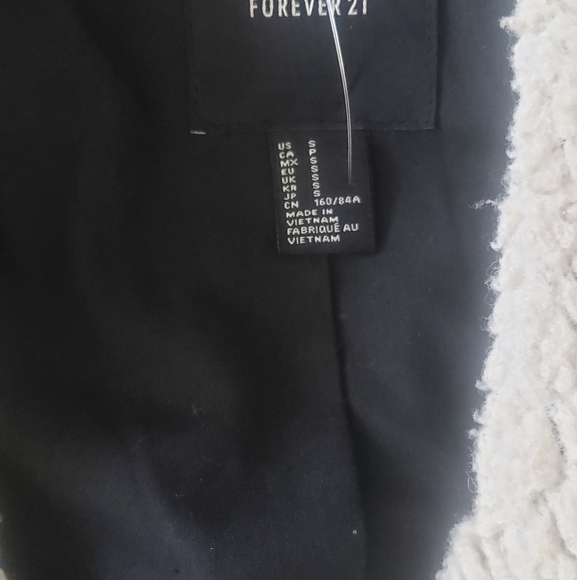 FOREVER 21
US S
CA P
MX S
EU S
UK S
KR S
JP S
CN 160/84A
MADE IN
VIETNAM
FABRIQUÉ AU
VIETNAM